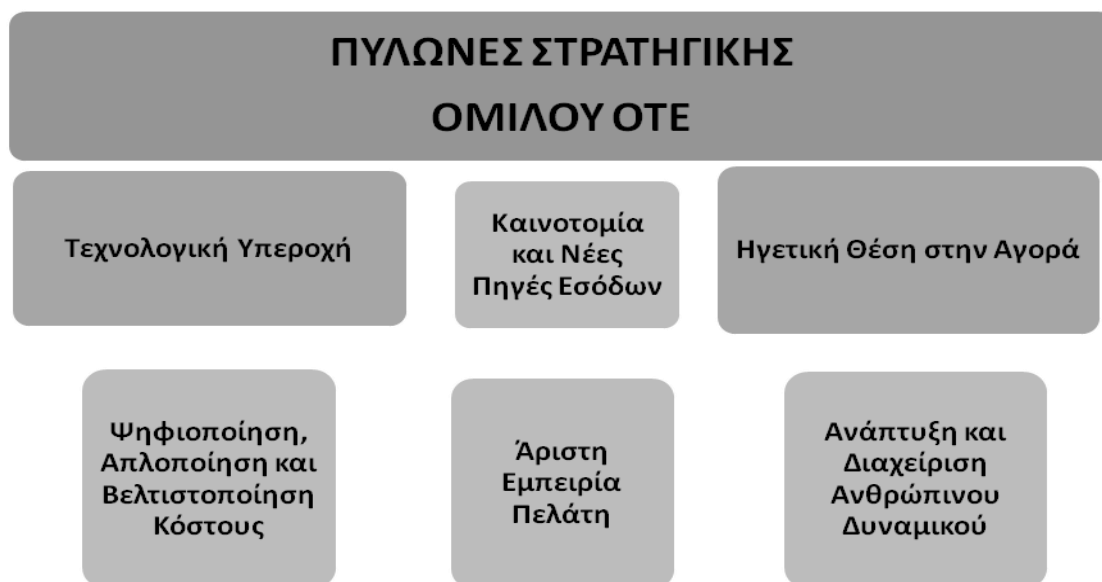 ΠΥΛΩΝΕΣ ΣΤΡΑΤΗΓΙΚΗΣ
ΟΜΙΛΟΥ ΟΤΕ
Τεχνολογική Υπεροχή
Καινοτομία
και Νέες
Πηγές Εσόδων
Ηγετική Θέση στην Αγορά
Ψηφιοποίηση,
Απλοποίηση και
Βελτιστοποίηση
Κόστους
Άριστη
Εμπειρία
Πελάτη
Ανάπτυξη και
Διαχείριση
Ανθρώπινου
Δυναμικού